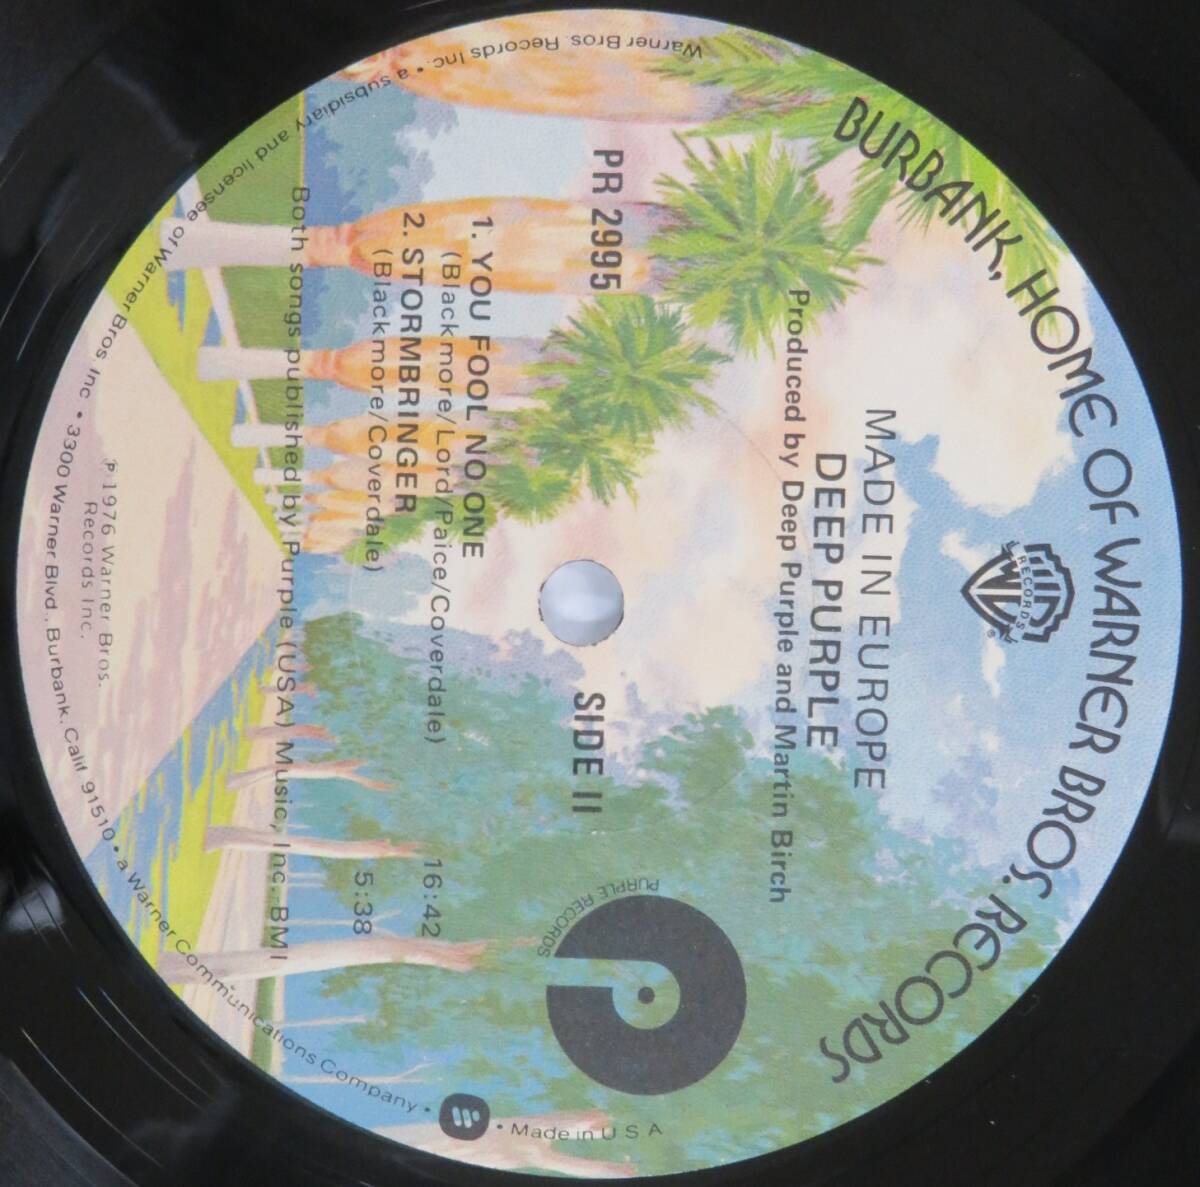 BURBANK, HOME OF WARNER BROS. RECORDS
W B
RECORDS
®
MADE IN EUROPE
DEEP PURPLE
Produced by Deep Purple and Martin Birch
PR 2995
SIDE II
PURPLE RECORDS
1. YOU FOOL NO ONE
(Blackmore/Lord/Paice/Coverdale) 16:42
2. STORMBRINGER
(Blackmore/Coverdale) 5:38
Both songs published by Purple (USA) Music, Inc. BMI
℗ 1976 Warner Bros.
Records Inc.
Warner Bros. Records Inc. • a subsidiary and licensee of Warner Bros. Inc. • 3300 Warner Blvd., Burbank, Calif. 91510 • a Warner Communications Company • • Made in U S A